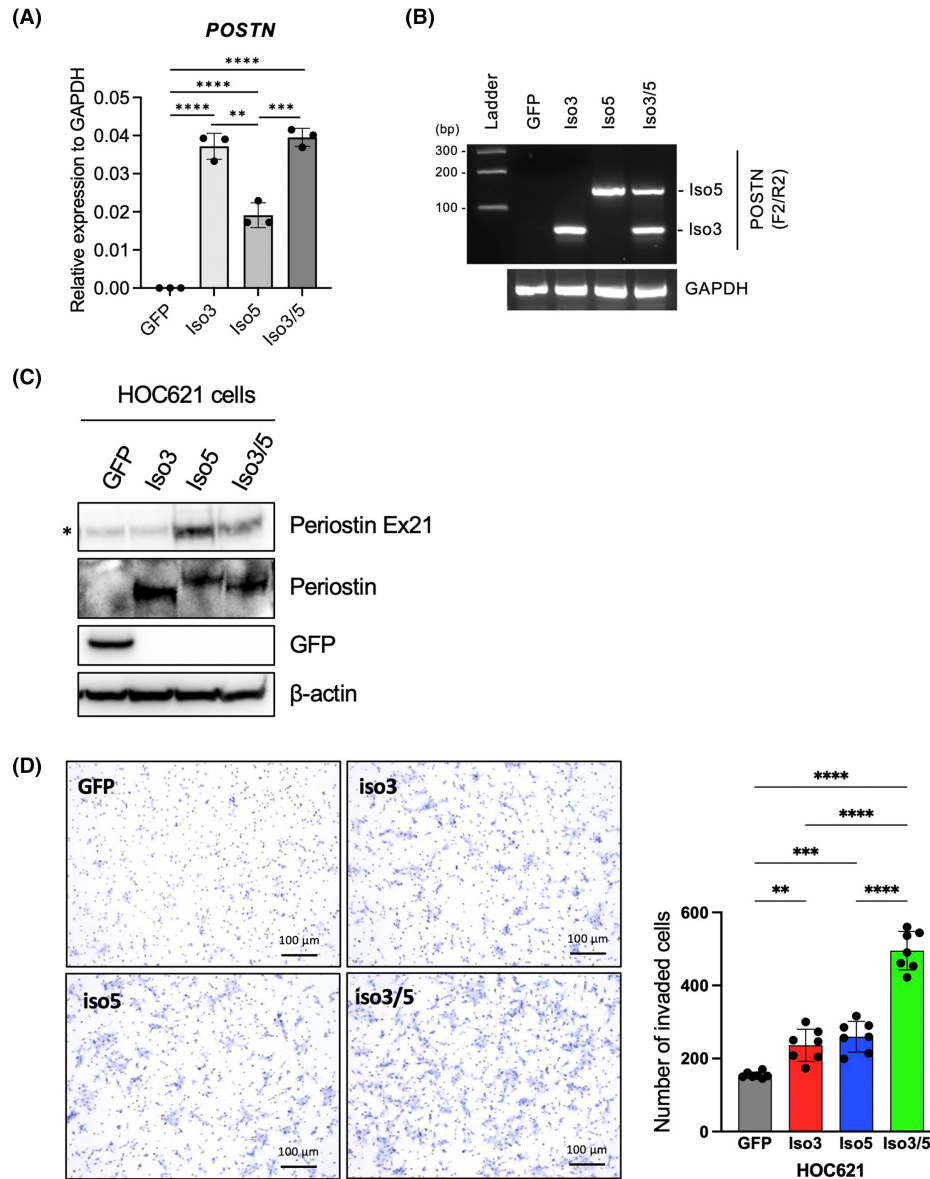 (A)
POSTN
****
****
***
****
**
Relative expression to GAPDH
0.05
0.04
0.03
0.02
0.01
0.00
GFP
Iso3
Iso5
Iso3/5
(B)
Ladder
GFP
Iso3
Iso5
Iso3/5
(bp)
300 -
200 -
100 -
- Iso5
- Iso3
POSTN
(F2/R2)
GAPDH
(C)
HOC621 cells
GFP
Iso3
Iso5
Iso3/5
*
Periostin Ex21
Periostin
GFP
β-actin
(D)
GFP
100 μm
iso3
100 μm
iso5
100 μm
iso3/5
100 μm
****
****
***
**
****
Number of invaded cells
600
400
200
0
GFP
Iso3
Iso5
Iso3/5
HOC621